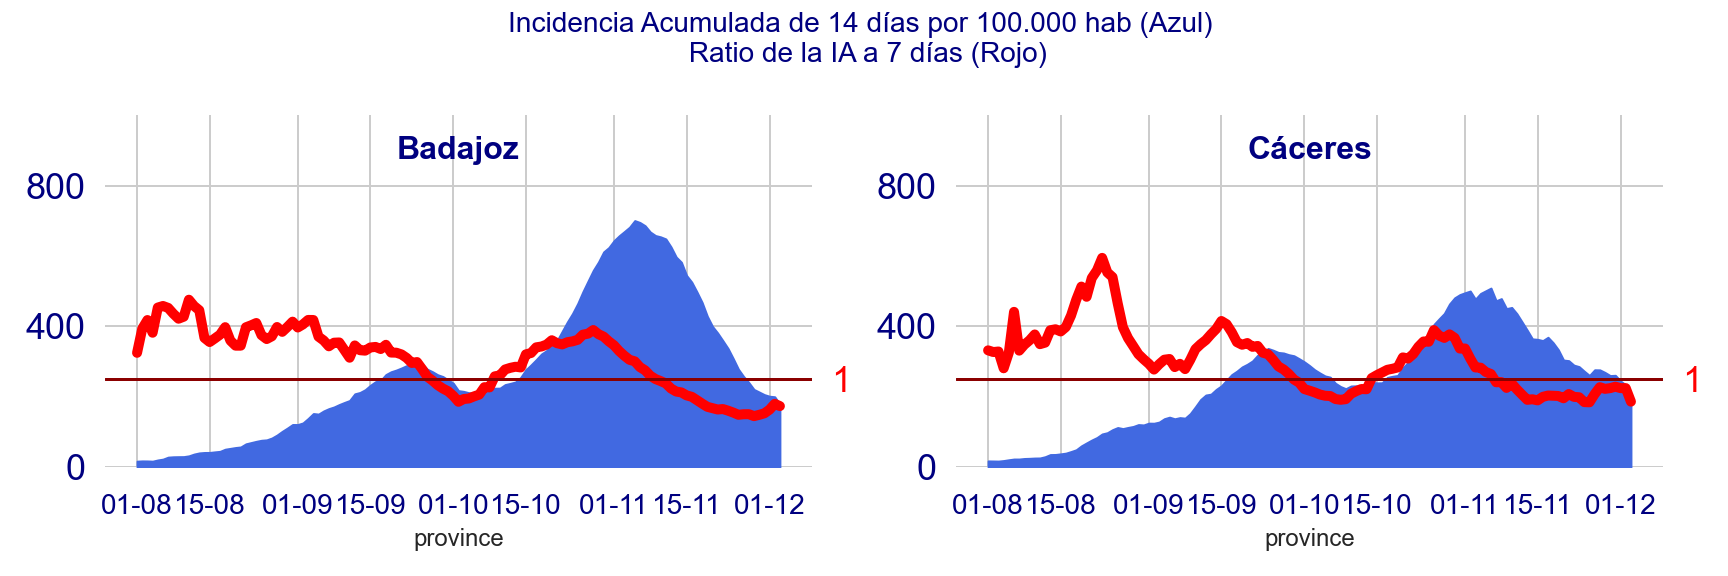 Incidencia Acumulada de 14 días por 100.000 hab (Azul)
Ratio de la IA a 7 días (Rojo)
Badajoz
800
400
0
1
01-08 15-08 01-09 15-09 01-10 15-10 01-11 15-11 01-12
province
Cáceres
800
400
0
1
01-08 15-08 01-09 15-09 01-10 15-10 01-11 15-11 01-12
province